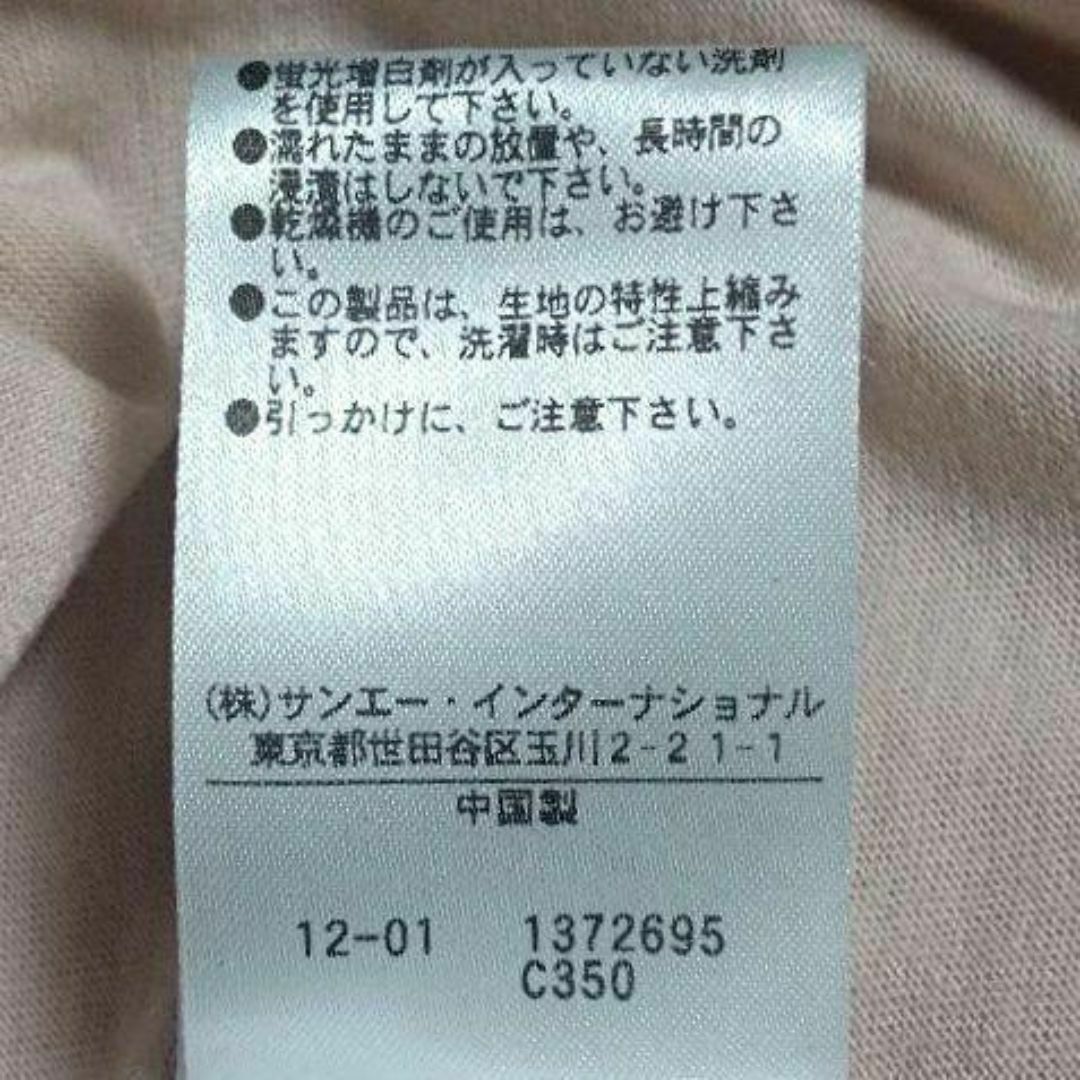 ●蛍光増白剤が入っていない洗剤
を使用して下さい。
●濡れたままの放置や、長時間の
浸漬はしないで下さい。
●乾燥機のご使用は、お避け下さ
い。
●この製品は、生地の特性上縮み
ますので、洗濯時はご注意下さ
い。
●引っかけに、ご注意下さい。
(株)サンエー・インターナショナル
東京都世田谷区玉川2-21-1
中国製
12-01 1372695
C350